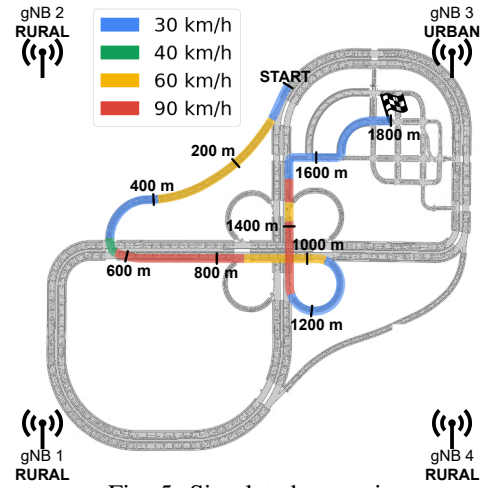 gNB 2
RURAL
30 km/h
40 km/h
60 km/h
90 km/h
gNB 3
URBAN
START
1800 m
200 m
1600 m
400 m
1400 m
1000 m
600 m
800 m
1200 m
gNB 1
RURAL
gNB 4
RURAL